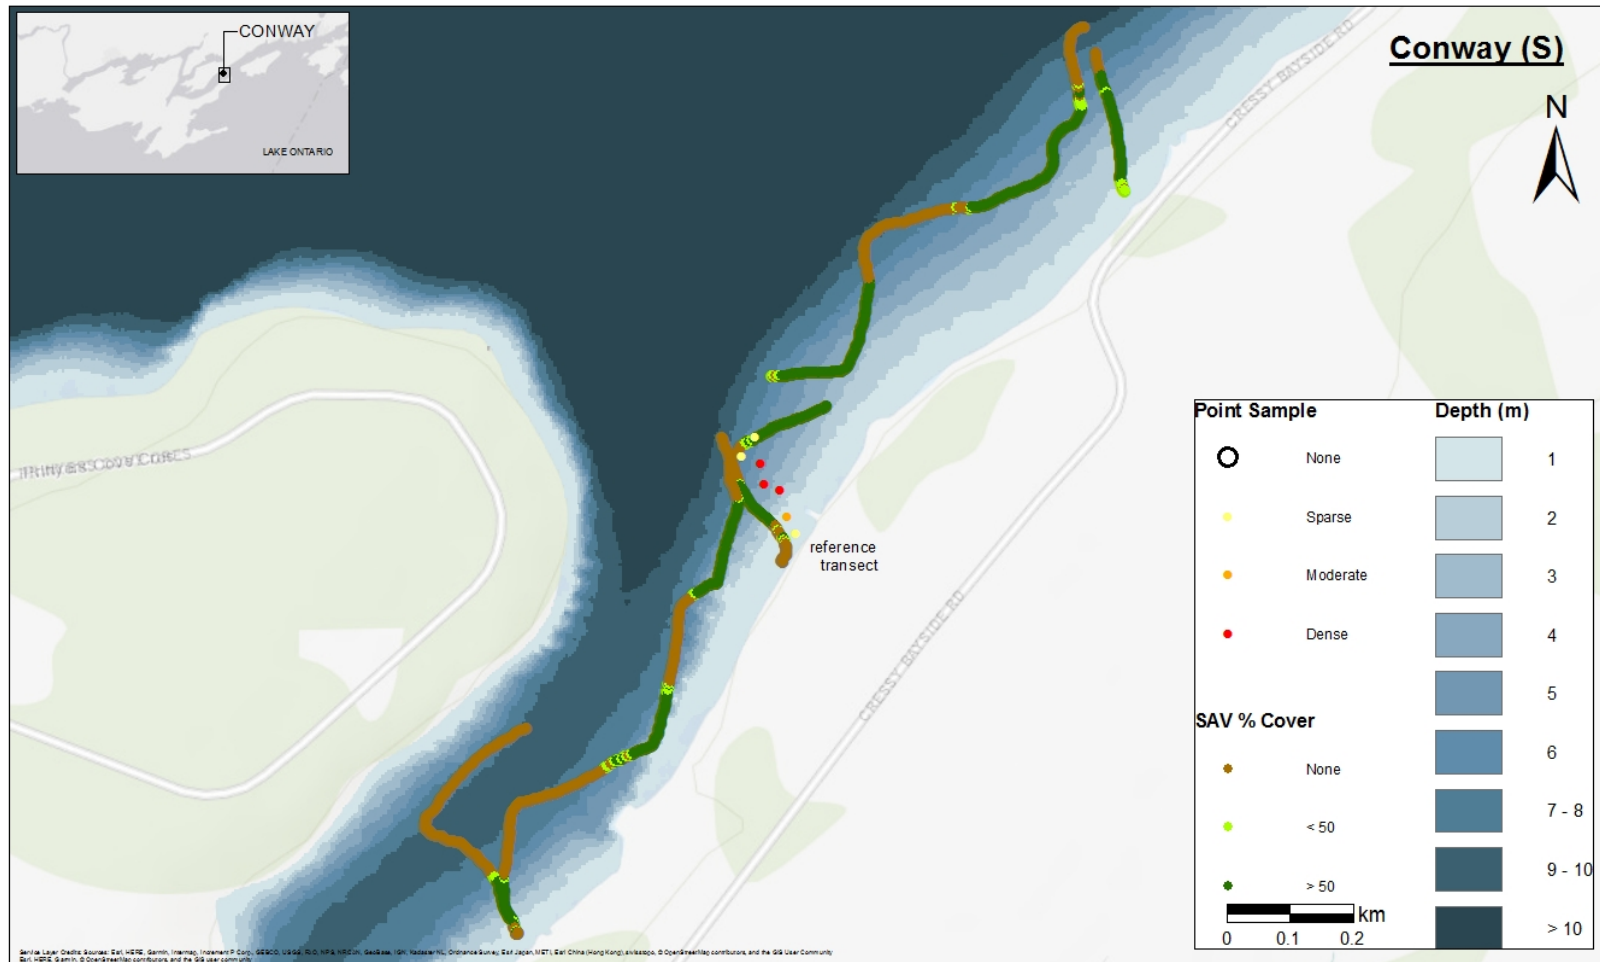 CONWAY
LAKE ONTARIO
Conway (S)
N
CRESSY BAYSIDE RD
CRESSY BAYSIDE RD
reference
transect
Point Sample
None
Sparse
Moderate
Dense
SAV % Cover
None
< 50
> 50
0 0.1 0.2
km
Depth (m)
1
2
3
4
5
6
7 - 8
9 - 10
> 10